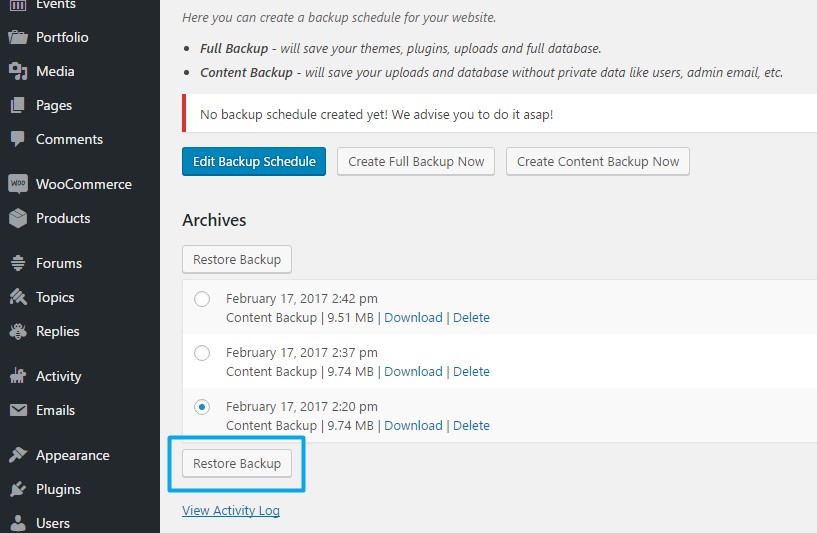 Events
Portfolio
Media
Pages
Comments
WOO
WooCommerce
Products
Forums
Topics
Replies
Activity
Emails
Appearance
Plugins
Users
Here you can create a backup schedule for your website.
Full Backup - will save your themes, plugins, uploads and full database.
Content Backup - will save your uploads and database without private data like users, admin email, etc.
No backup schedule created yet! We advise you to do it asap!
Edit Backup Schedule Create Full Backup Now Create Content Backup Now
Archives
Restore Backup
February 17, 2017 2:42 pm
Content Backup | 9.51 MB | Download | Delete
February 17, 2017 2:37 pm
Content Backup | 9.74 MB | Download | Delete
February 17, 2017 2:20 pm
Content Backup | 9.74 MB | Download | Delete
Restore Backup
View Activity Log